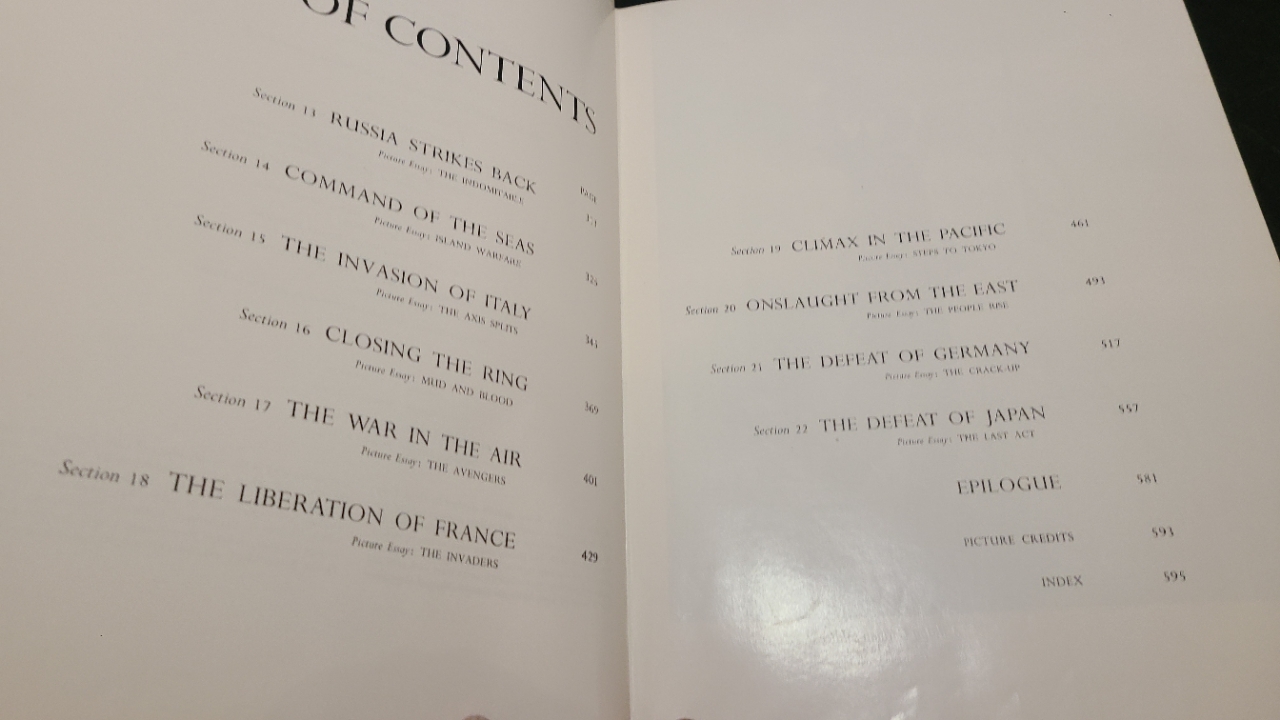 OF CONTENTS
PAGE
Section 13 RUSSIA STRIKES BACK
Picture Essay: THE INDOMITABLE
Section 14 COMMAND OF THE SEAS
Picture Essay: ISLAND WARFARE
Section 15 THE INVASION OF ITALY
Picture Essay: THE AXIS SPLITS
Section 16 CLOSING THE RING 369
Picture Essay: MUD AND BLOOD
Section 17 THE WAR IN THE AIR 401
Picture Essay: THE AVENGERS
Section 18 THE LIBERATION OF FRANCE 429
Picture Essay: THE INVADERS
Section 19 CLIMAX IN THE PACIFIC 461
Picture Essay: STEPS TO TOKYO
Section 20 ONSLAUGHT FROM THE EAST 493
Picture Essay: THE PEOPLE RISE
Section 21 THE DEFEAT OF GERMANY 517
Picture Essay: THE CRACK-UP
Section 22 THE DEFEAT OF JAPAN 557
Picture Essay: THE LAST ACT
EPILOGUE 581
PICTURE CREDITS 593
INDEX 595